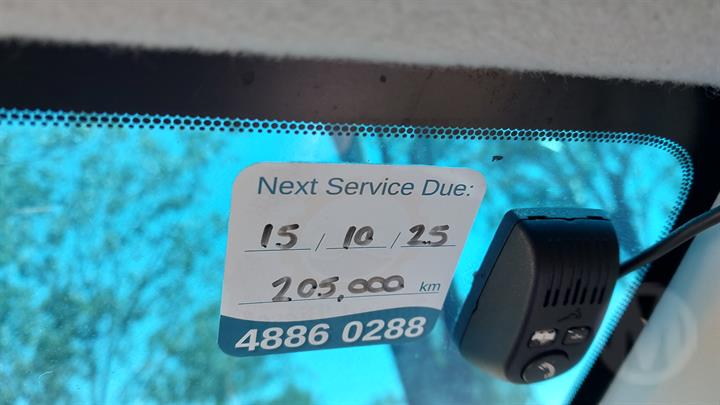 Next Service Due:
15 / 10 / 25
205,000 km
4886 0288